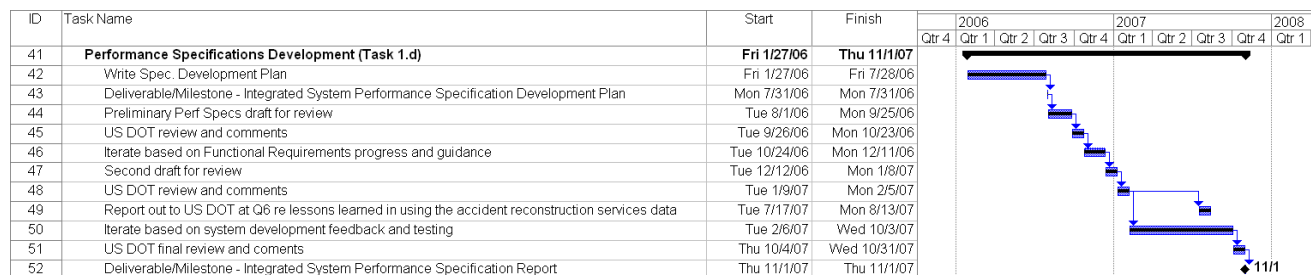 ID Task Name Start Finish 2006 2007 2008
Qtr 4 Qtr 1 Qtr 2 Qtr 3 Qtr 4 Qtr 1 Qtr 2 Qtr 3 Qtr 4 Qtr 1
41 Performance Specifications Development (Task 1.d) Fri 1/27/06 Thu 11/1/07
42 Write Spec. Development Plan Fri 1/27/06 Fri 7/28/06
43 Deliverable/Milestone - Integrated System Performance Specification Development Plan Mon 7/31/06 Mon 7/31/06
44 Preliminary Perf Specs draft for review Tue 8/1/06 Mon 9/25/06
45 US DOT review and comments Tue 9/26/06 Mon 10/23/06
46 Iterate based on Functional Requirements progress and guidance Tue 10/24/06 Mon 12/11/06
47 Second draft for review Tue 12/12/06 Mon 1/8/07
48 US DOT review and comments Tue 1/9/07 Mon 2/5/07
49 Report out to US DOT at Q6 re lessons learned in using the accident reconstruction services data Tue 7/17/07 Mon 8/13/07
50 Iterate based on system development feedback and testing Tue 2/6/07 Wed 10/3/07
51 US DOT final review and coments Thu 10/4/07 Wed 10/31/07
52 Deliverable/Milestone - Integrated System Performance Specification Report Thu 11/1/07 Thu 11/1/07 11/1